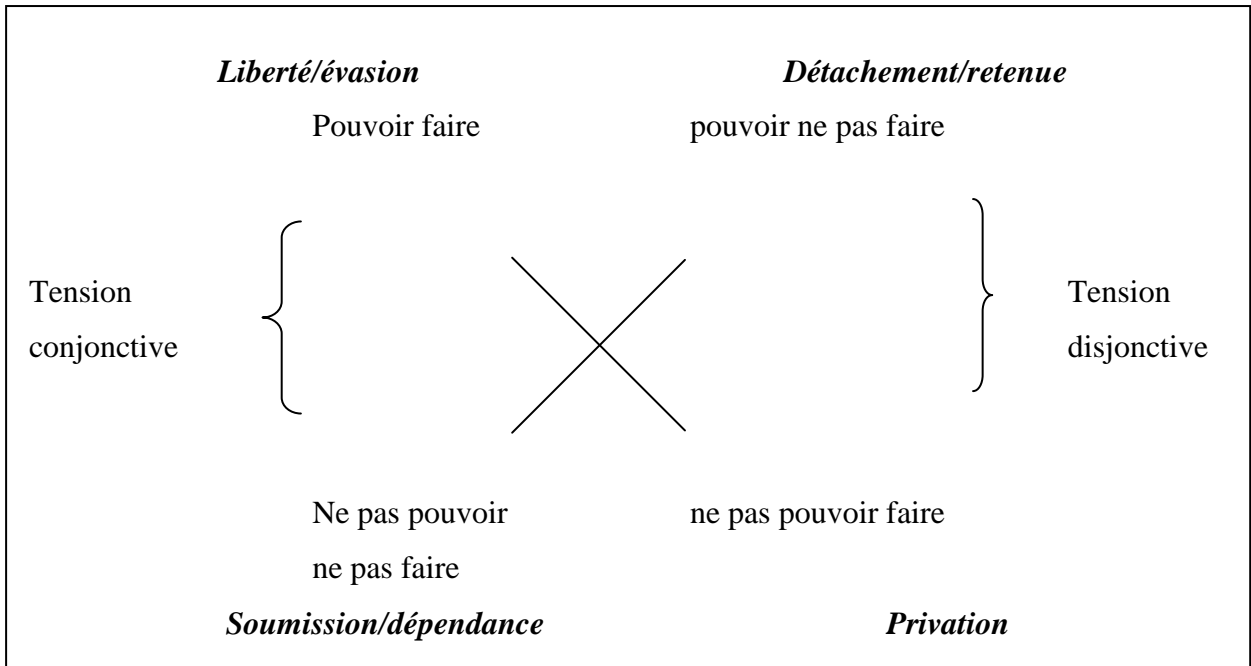 Liberté/évasion Détachement/retenue
Pouvoir faire pouvoir ne pas faire
Tension Tension
conjonctive disjonctive
Ne pas pouvoir ne pas pouvoir faire
ne pas faire
Soumission/dépendance Privation